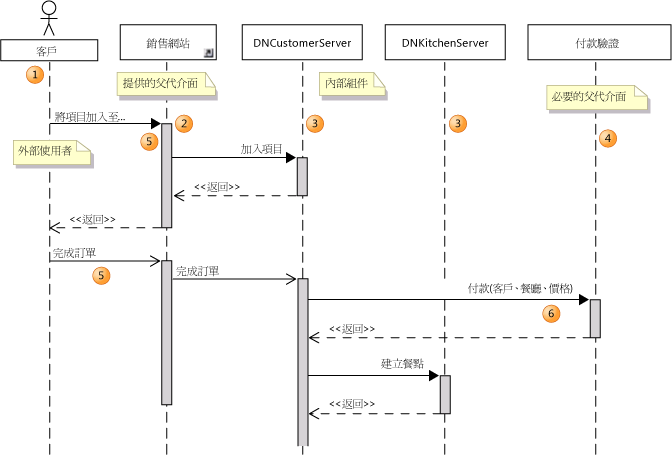 客戶
銷售網站
DNCustomerServer
DNKitchenServer
付款驗證
1
提供的父代介面
內部組件
必要的父代介面
將項目加入至...
2
3
3
4
5
外部使用者
加入項目
<<返回>>
<<返回>>
完成訂單
5
完成訂單
付款(客戶、餐廳、價格)
6
<<返回>>
建立餐點
<<返回>>